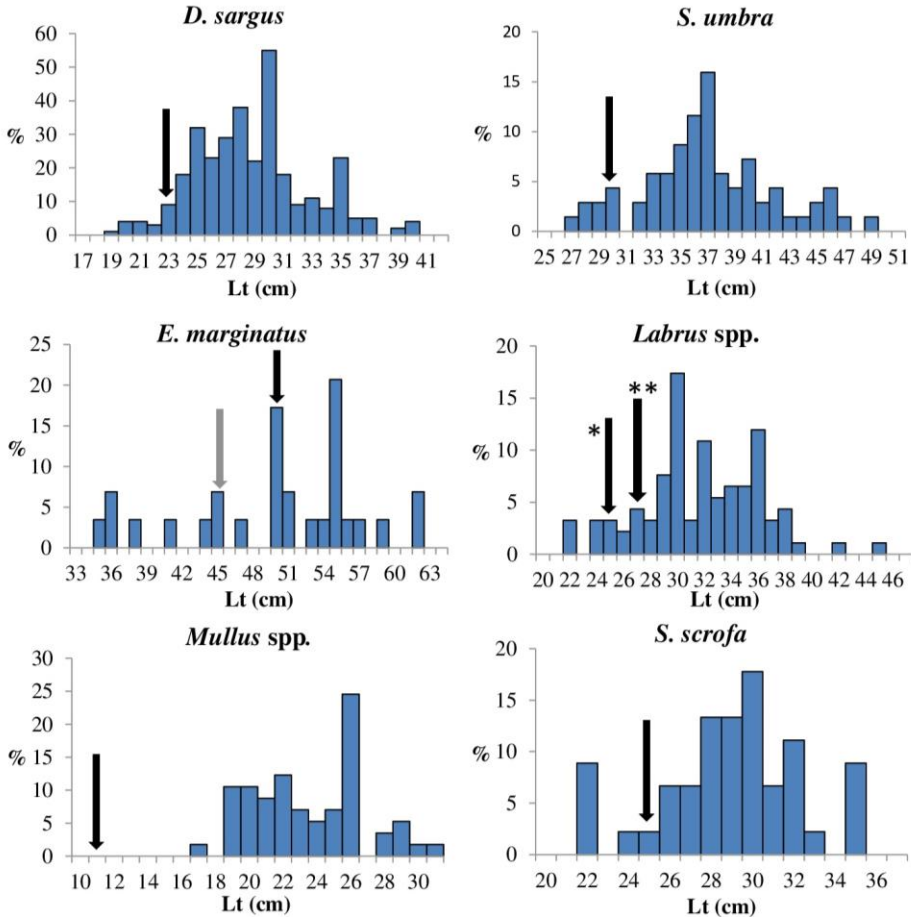 D. sargus
60
50
40
30
20
10
0
%
17 19 21 23 25 27 29 31 33 35 37 39 41
Lt (cm)
S. umbra
20
15
10
5
0
%
25 27 29 31 33 35 37 39 41 43 45 47 49 51
Lt (cm)
E. marginatus
25
20
15
10
5
0
%
33 36 39 42 45 48 51 54 57 60 63
Lt (cm)
Labrus spp.
20
15
10
5
0
%
* **
20 22 24 26 28 30 32 34 36 38 40 42 44 46
Lt (cm)
Mullus spp.
30
25
20
15
10
5
0
%
10 12 14 16 18 20 22 24 26 28 30
Lt (cm)
S. scrofa
20
15
10
5
0
%
20 22 24 26 28 30 32 34 36
Lt (cm)